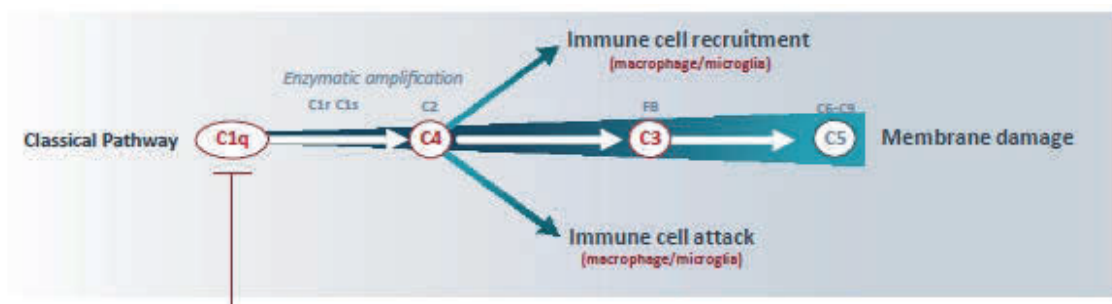 Immune cell recruitment
(macrophage/microglia)
Enzymatic amplification
C1r C1s
C2
FB
C6-C9
Classical Pathway
C1q
C4
C3
C5
Membrane damage
Immune cell attack
(macrophage/microglia)